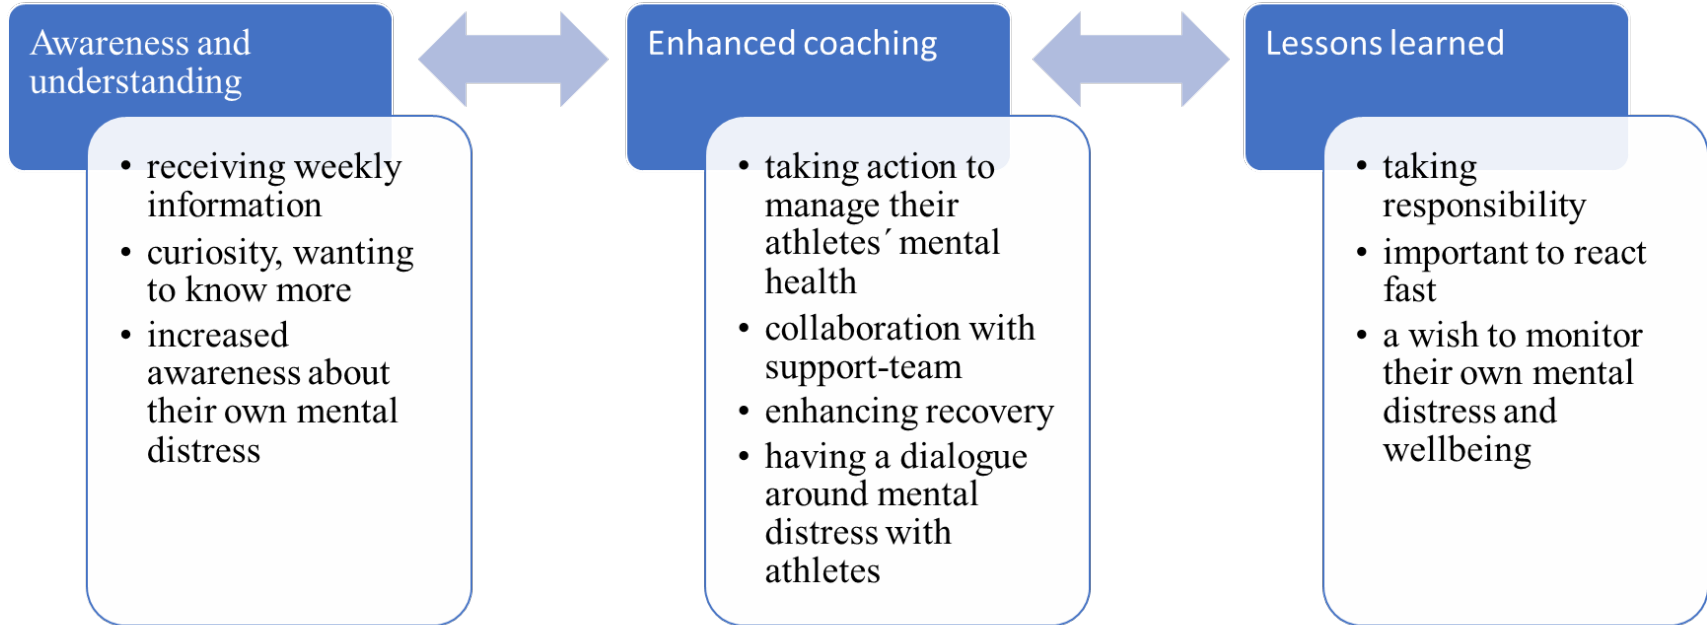 Awareness and
understanding
• receiving weekly
information
• curiosity, wanting
to know more
• increased
awareness about
their own mental
distress
Enhanced coaching
• taking action to
manage their
athletes´ mental
health
• collaboration with
support-team
• enhancing recovery
• having a dialogue
around mental
distress with
athletes
Lessons learned
• taking
responsibility
• important to react
fast
• a wish to monitor
their own mental
distress and
wellbeing